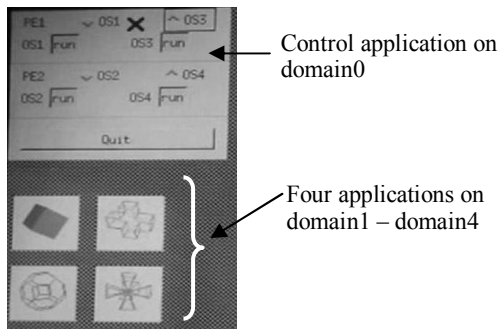 PE1 OS1 OS3
OS1 run OS3 run
PE2 OS2 OS4
OS2 run OS4 run
Quit
Control application on
domain0
Four applications on
domain1 – domain4